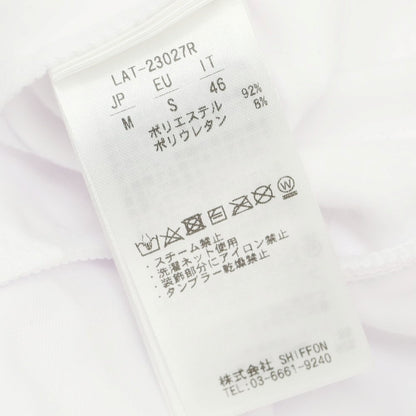 LAT-23027R
JP EU IT
M S 46
ポリエステル 92%
ポリウレタン 8%
・スチーム禁止
・洗濯ネット使用
・装飾部分にアイロン禁止
・タンブラー乾燥禁止
株式会社 SHIFFON
TEL:03-6661-9240